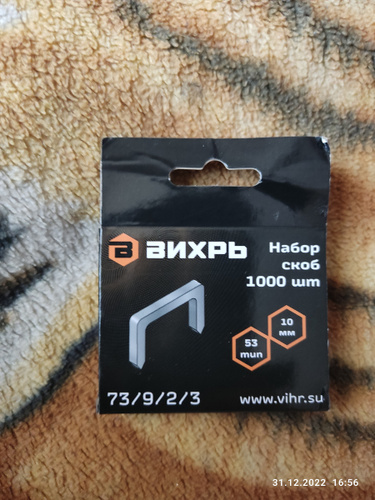 В ВИХРЬ
Набор
скоб
1000 шт
10
мм
53
тип
73/9/2/3
www.vihr.su
31.12.2022 16:56